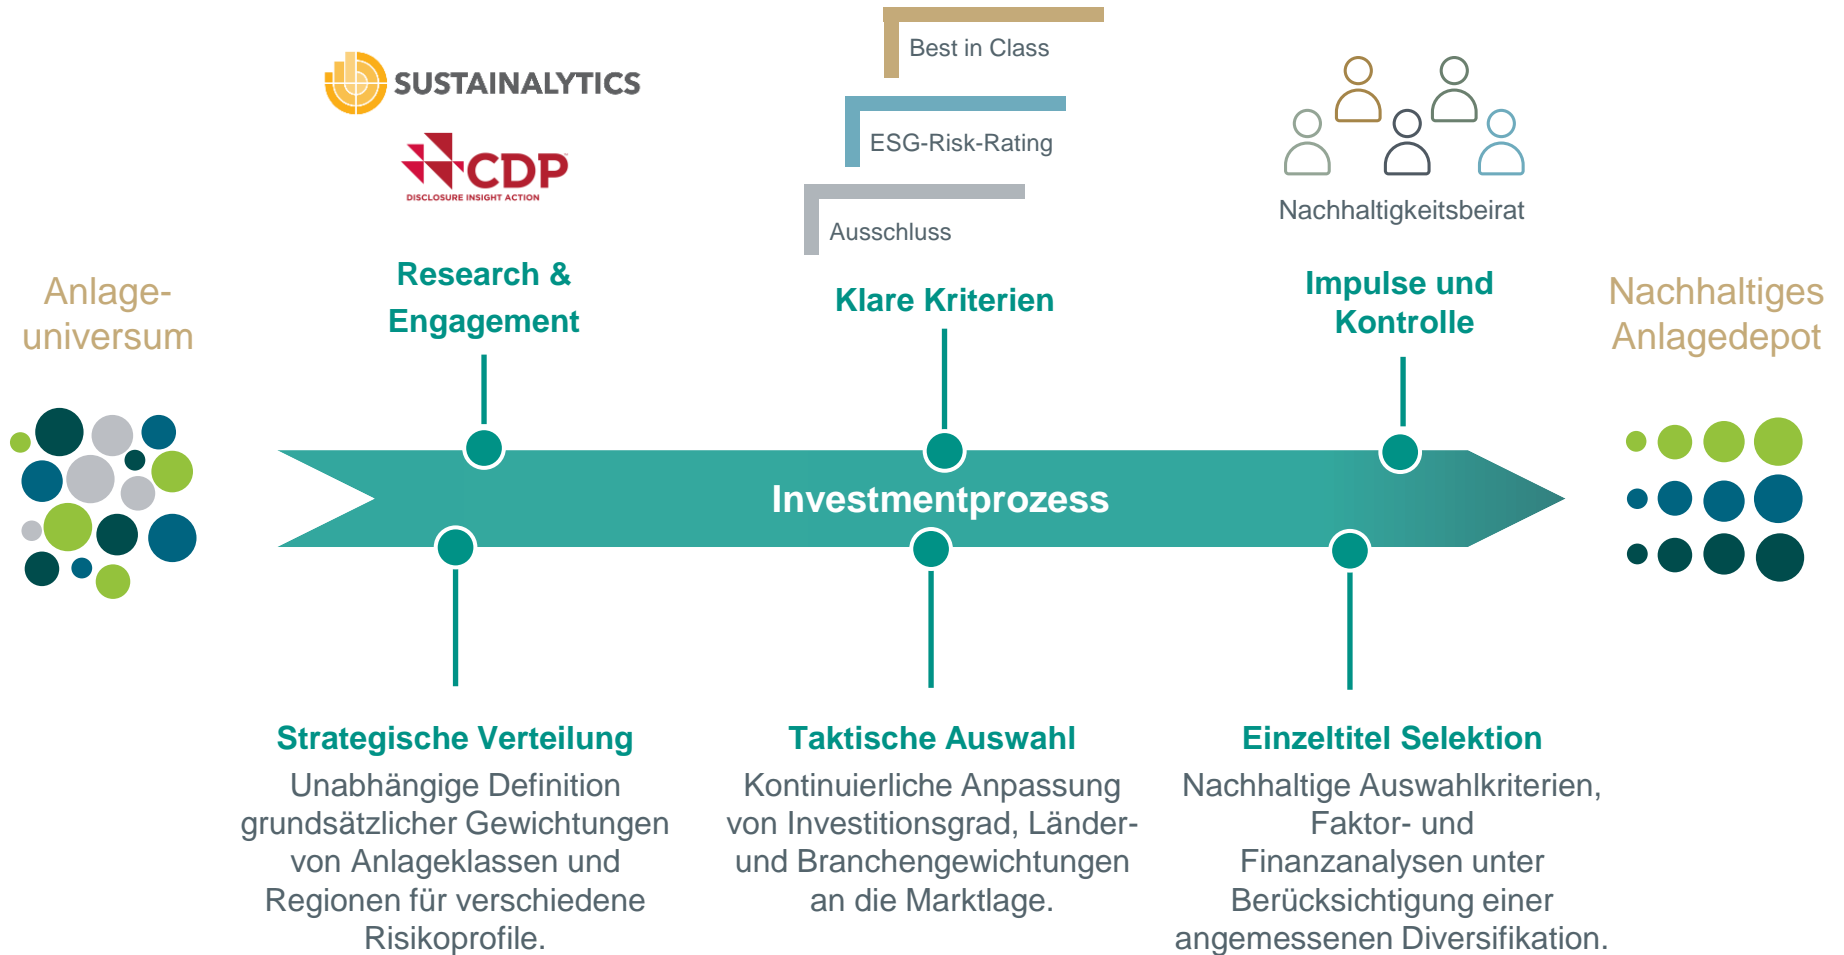 SUSTAINALYTICS
CDP
DISCLOSURE INSIGHT ACTION
Best in Class
ESG-Risk-Rating
Ausschluss
Nachhaltigkeitsbeirat
Anlage-
universum
Research &
Engagement
Klare Kriterien
Impulse und
Kontrolle
Nachhaltiges
Anlagedepot
Investmentprozess
Strategische Verteilung
Unabhängige Definition
grundsätzlicher Gewichtungen
von Anlageklassen und
Regionen für verschiedene
Risikoprofile.
Taktische Auswahl
Kontinuierliche Anpassung
von Investitionsgrad, Länder-
und Branchengewichtungen
an die Marktlage.
Einzeltitel Selektion
Nachhaltige Auswahlkriterien,
Faktor- und
Finanzanalysen unter
Berücksichtigung einer
angemessenen Diversifikation.